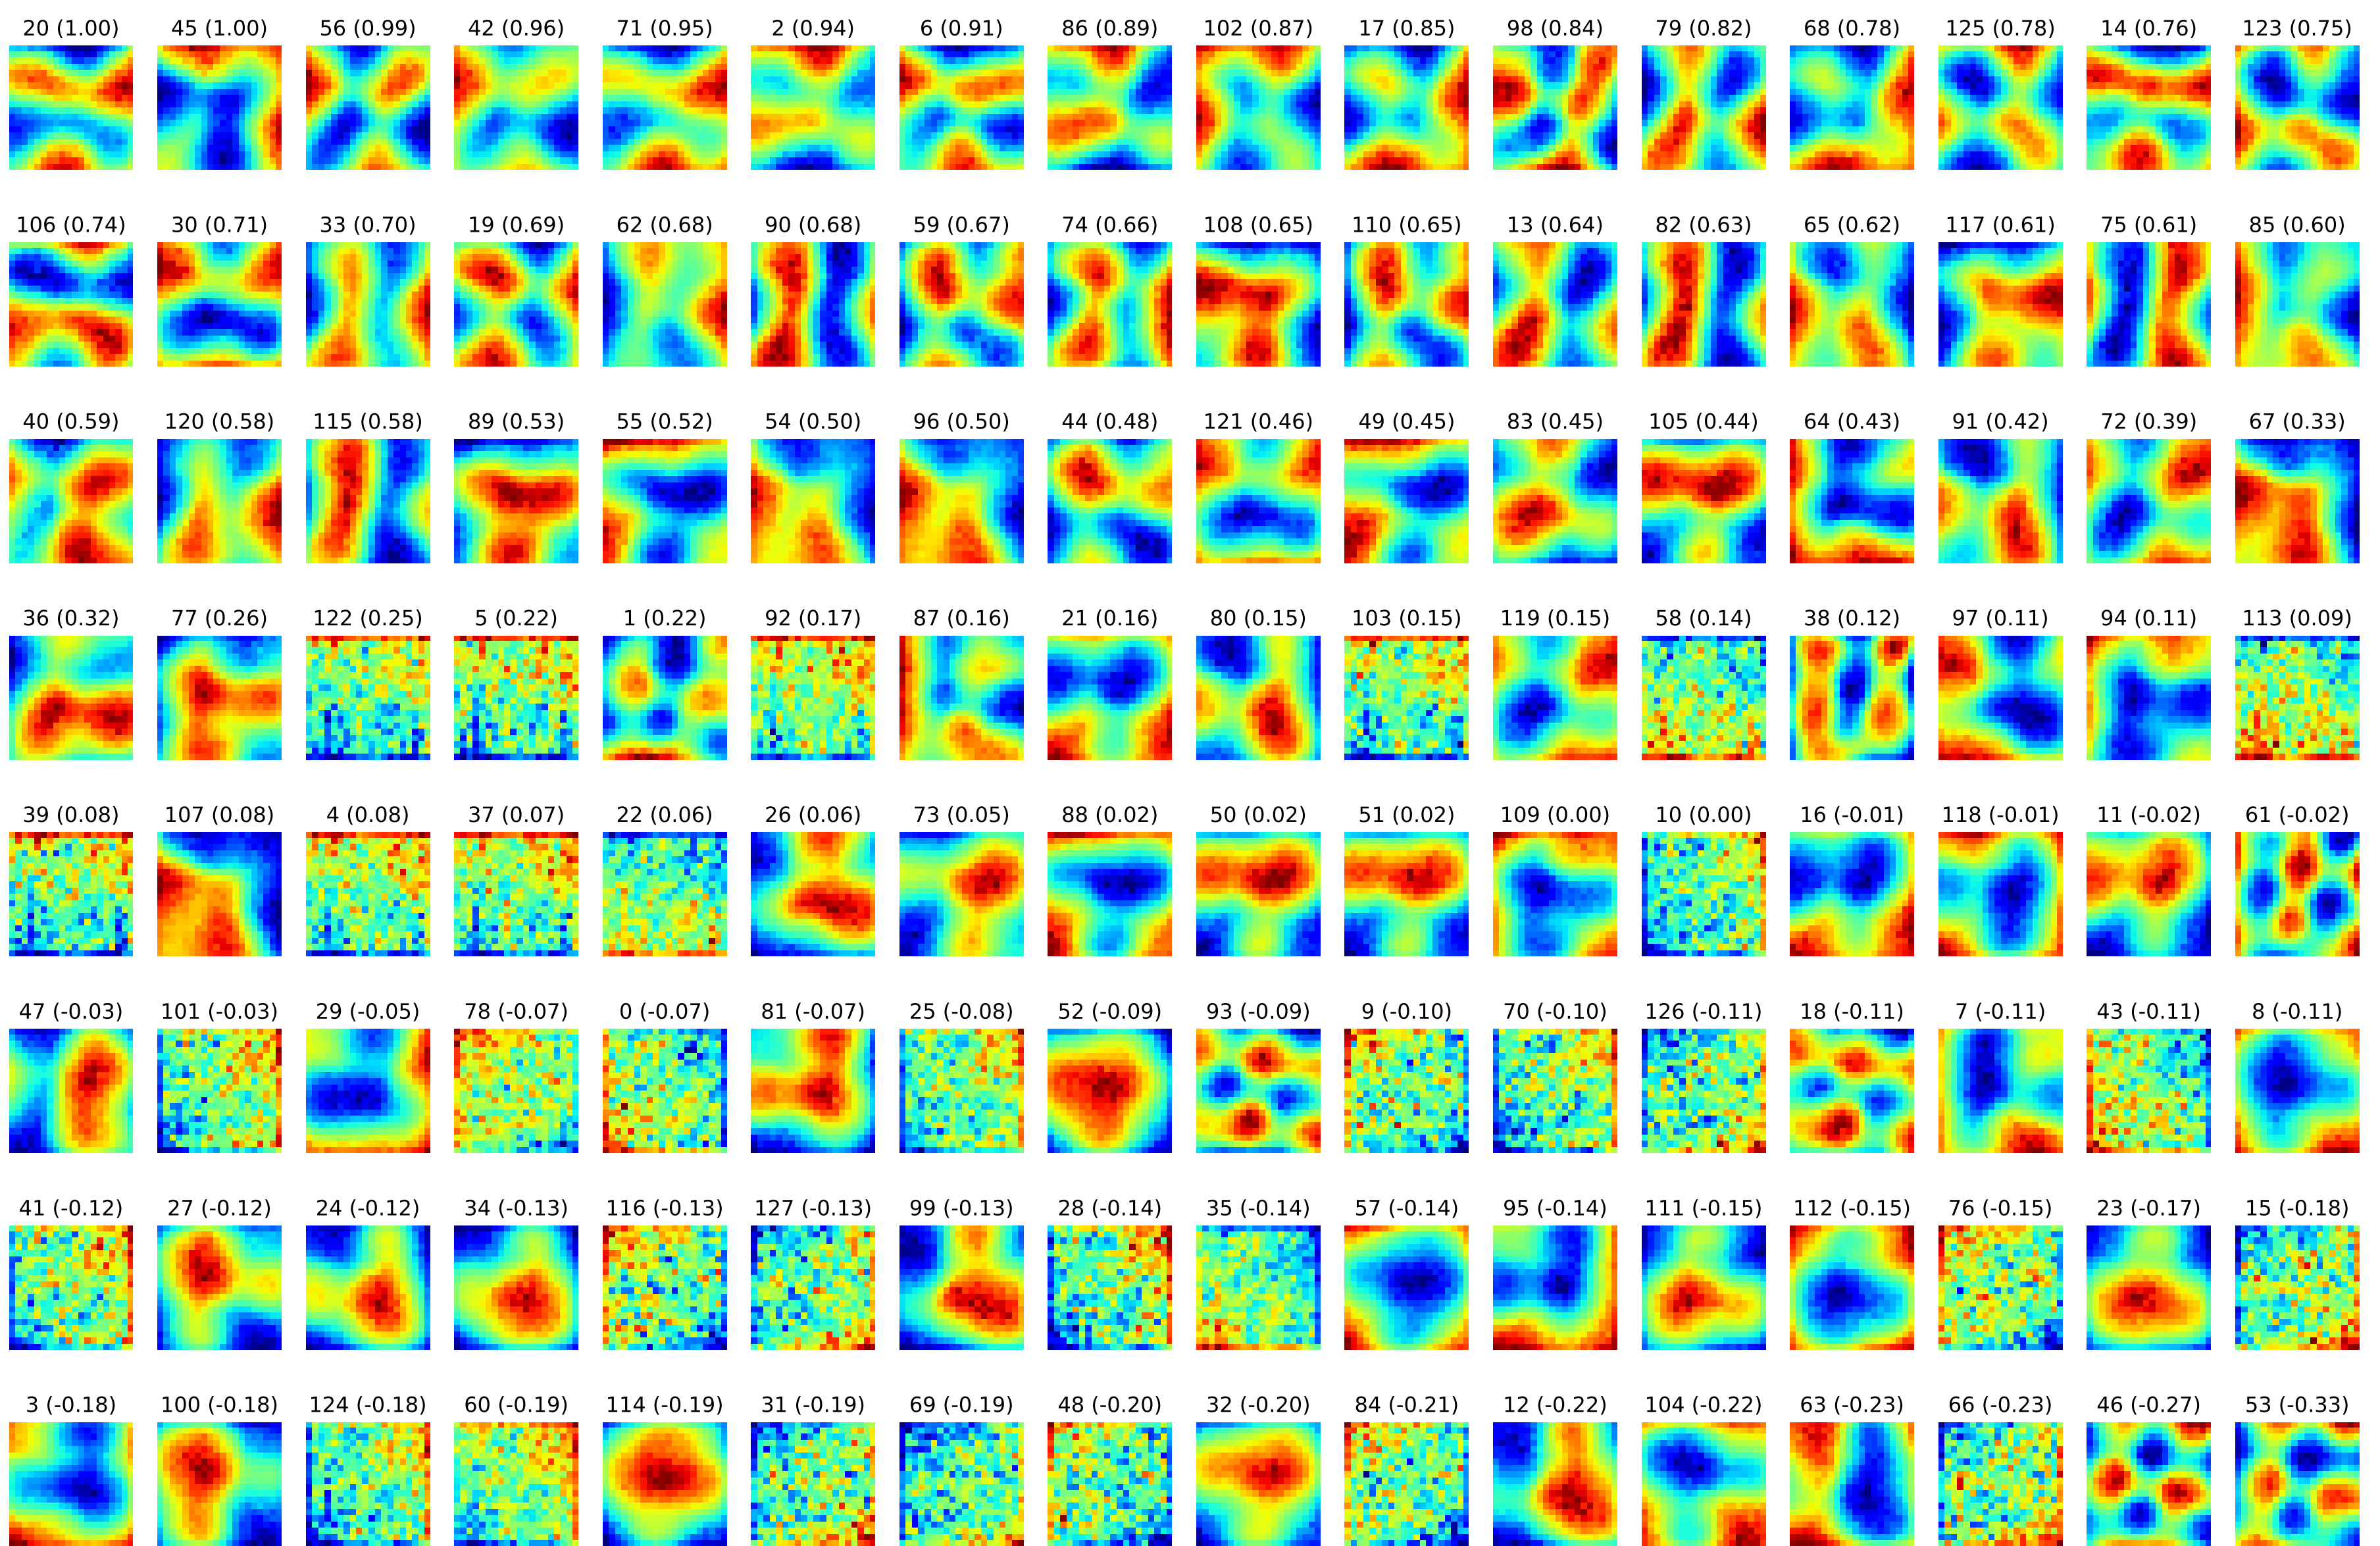 20 (1.00) 45 (1.00) 56 (0.99) 42 (0.96) 71 (0.95) 2 (0.94) 6 (0.91) 86 (0.89) 102 (0.87) 17 (0.85) 98 (0.84) 79 (0.82) 68 (0.78) 125 (0.78) 14 (0.76) 123 (0.75)
106 (0.74) 30 (0.71) 33 (0.70) 19 (0.69) 62 (0.68) 90 (0.68) 59 (0.67) 74 (0.66) 108 (0.65) 110 (0.65) 13 (0.64) 82 (0.63) 65 (0.62) 117 (0.61) 75 (0.61) 85 (0.60)
40 (0.59) 120 (0.58) 115 (0.58) 89 (0.53) 55 (0.52) 54 (0.50) 96 (0.50) 44 (0.48) 121 (0.46) 49 (0.45) 83 (0.45) 105 (0.44) 64 (0.43) 91 (0.42) 72 (0.39) 67 (0.33)
36 (0.32) 77 (0.26) 122 (0.25) 5 (0.22) 1 (0.22) 92 (0.17) 87 (0.16) 21 (0.16) 80 (0.15) 103 (0.15) 119 (0.15) 58 (0.14) 38 (0.12) 97 (0.11) 94 (0.11) 113 (0.09)
39 (0.08) 107 (0.08) 4 (0.08) 37 (0.07) 22 (0.06) 26 (0.06) 73 (0.05) 88 (0.02) 50 (0.02) 51 (0.02) 109 (0.00) 10 (0.00) 16 (-0.01) 118 (-0.01) 11 (-0.02) 61 (-0.02)
47 (-0.03) 101 (-0.03) 29 (-0.05) 78 (-0.07) 0 (-0.07) 81 (-0.07) 25 (-0.08) 52 (-0.09) 93 (-0.09) 9 (-0.10) 70 (-0.10) 126 (-0.11) 18 (-0.11) 7 (-0.11) 43 (-0.11) 8 (-0.11)
41 (-0.12) 27 (-0.12) 24 (-0.12) 34 (-0.13) 116 (-0.13) 127 (-0.13) 99 (-0.13) 28 (-0.14) 35 (-0.14) 57 (-0.14) 95 (-0.14) 111 (-0.15) 112 (-0.15) 76 (-0.15) 23 (-0.17) 15 (-0.18)
3 (-0.18) 100 (-0.18) 124 (-0.18) 60 (-0.19) 114 (-0.19) 31 (-0.19) 69 (-0.19) 48 (-0.20) 32 (-0.20) 84 (-0.21) 12 (-0.22) 104 (-0.22) 63 (-0.23) 66 (-0.23) 46 (-0.27) 53 (-0.33)